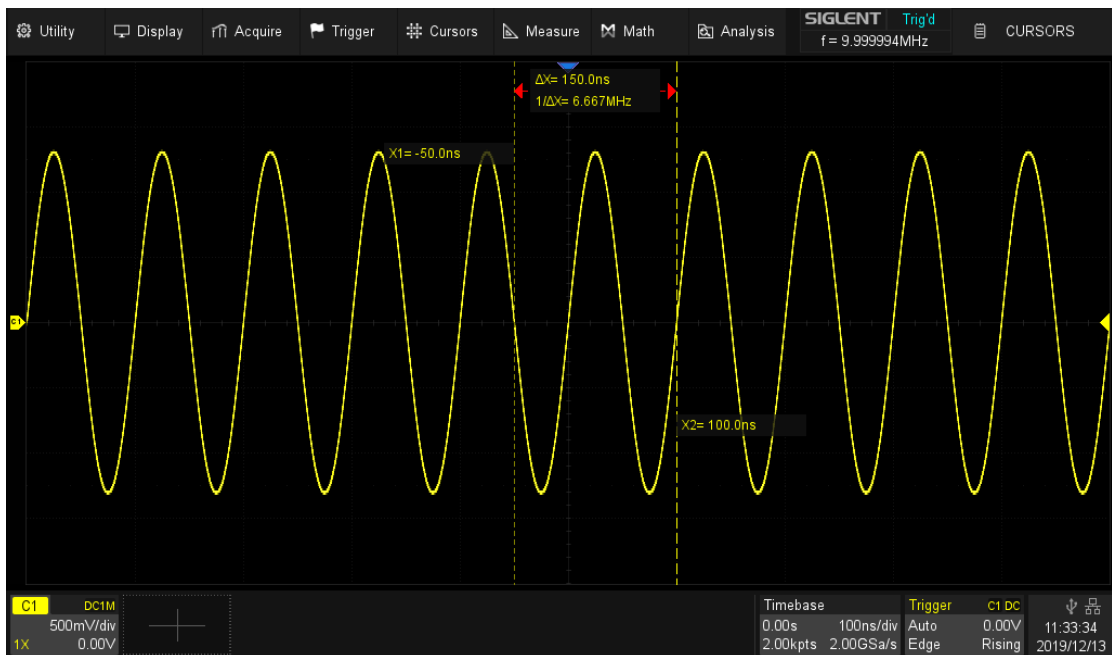 Utility Display Acquire Trigger Cursors Measure Math Analysis SIGLENT Trig'd
f = 9.999994MHz CURSORS
ΔX= 150.0ns
1/ΔX= 6.667MHz
X1= -50.0ns
C1
X2= 100.0ns
C1 DC1M
500mV/div
1X 0.00V
Timebase
0.00s 100ns/div
2.00kpts 2.00GSa/s
Trigger C1 DC
Auto 0.00V
Edge Rising
11:33:34
2019/12/13